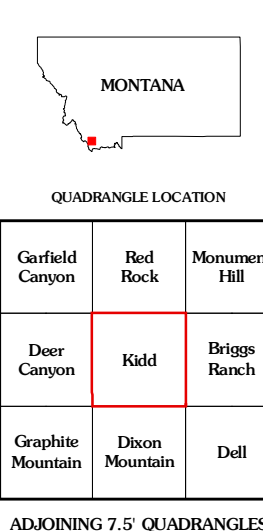 MONTANA
QUADRANGLE LOCATION
Garfield
Canyon
Red
Rock
Monumen
Hill
Deer
Canyon
Kidd
Briggs
Ranch
Graphite
Mountain
Dixon
Mountain
Dell
ADJOINING 7.5' QUADRANGLES